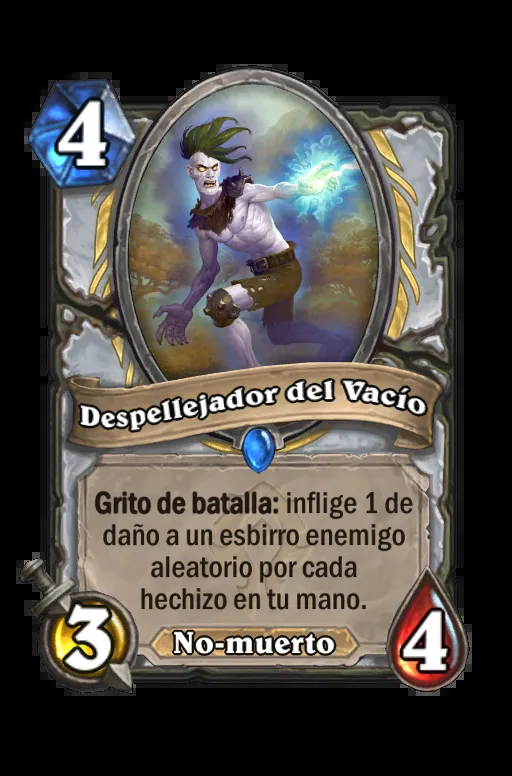 4
Despellejador del Vacío
Grito de batalla: inflige 1 de
daño a un esbirro enemigo
aleatorio por cada
hechizo en tu mano.
3
No-muerto
4